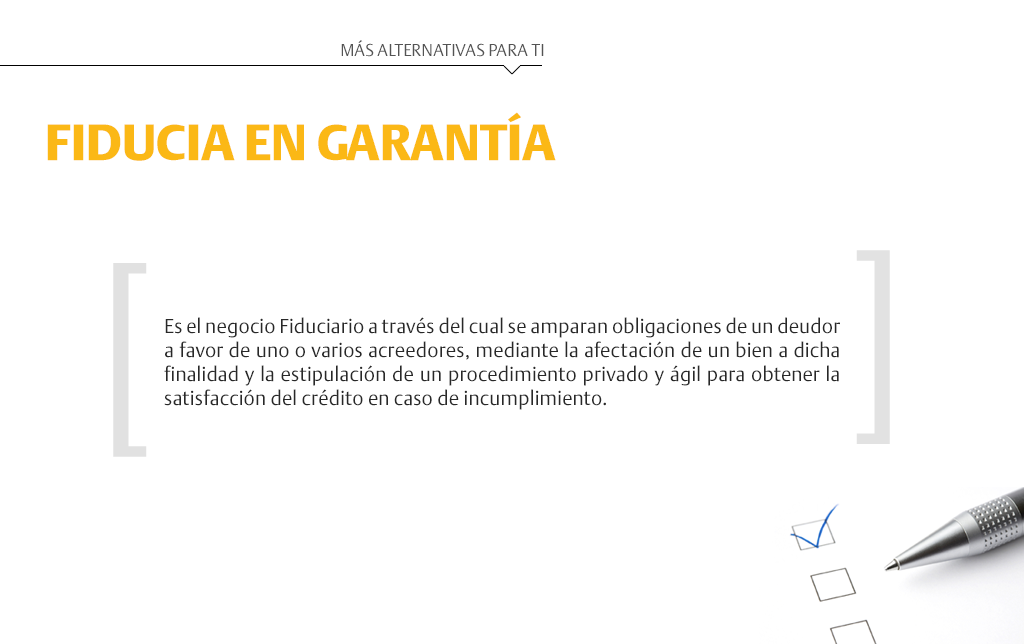 MÁS ALTERNATIVAS PARA TI
FIDUCIA EN GARANTÍA
Es el negocio Fiduciario a través del cual se amparan obligaciones de un deudor
a favor de uno o varios acreedores, mediante la afectación de un bien a dicha
finalidad y la estipulación de un procedimiento privado y ágil para obtener la
satisfacción del crédito en caso de incumplimiento.